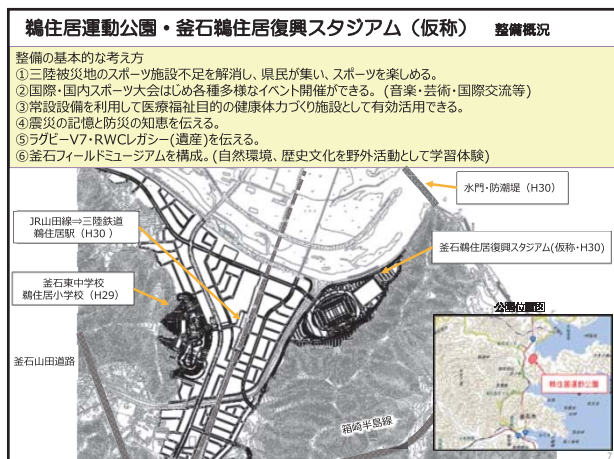 鵜住居運動公園・釜石鵜住居復興スタジアム（仮称） 整備概況
整備の基本的な考え方
①三陸被災地のスポーツ施設不足を解消し、県民が集い、スポーツを楽しめる。
②国際・国内スポーツ大会はじめ各種多様なイベント開催ができる。（音楽・芸術・国際交流等）
③常設設備を利用して医療福祉目的の健康体力づくり施設として有効活用できる。
④震災の記憶と防災の知恵を伝える。
⑤ラグビーV7・RWCレガシー(遺産)を伝える。
⑥釜石フィールドミュージアムを構成。(自然環境、歴史文化を野外活動として学習体験)
水門・防潮堤（H30）
JR山田線⇒三陸鉄道
鵜住居駅（H30 ）
釜石鵜住居復興スタジアム(仮称・H30)
釜石東中学校
鵜住居小学校（H29）
公園位置図
釜石山田道路
鵜住居運動公園
箱崎半島線
釜石市
7